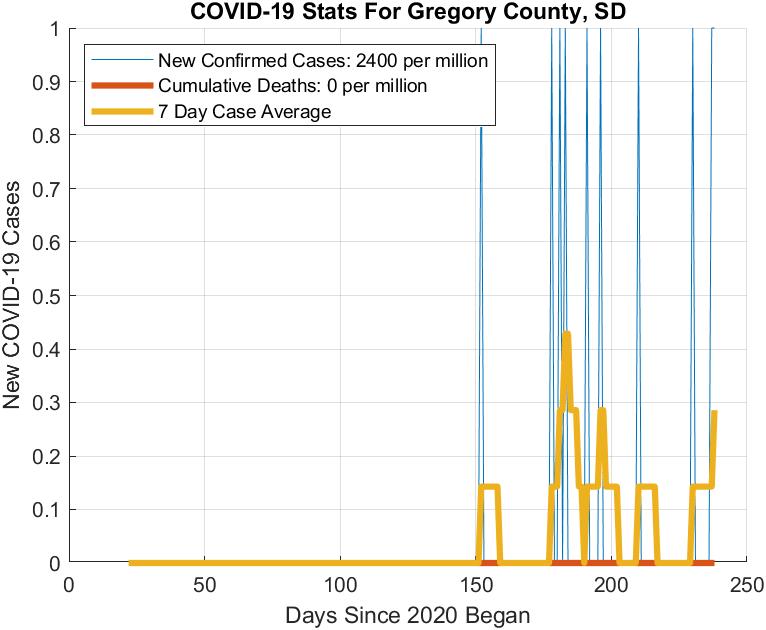 COVID-19 Stats For Gregory County, SD
New Confirmed Cases: 2400 per million
Cumulative Deaths: 0 per million
7 Day Case Average
New COVID-19 Cases
1
0.9
0.8
0.7
0.6
0.5
0.4
0.3
0.2
0.1
0
0 50 100 150 200 250
Days Since 2020 Began